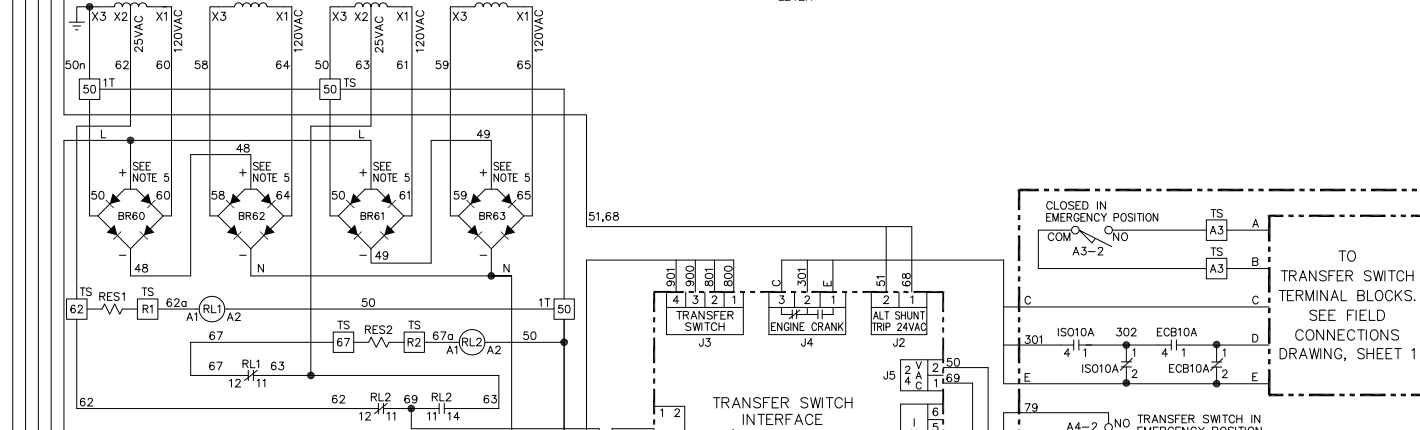 X3 X2 X1 X3 X1 X3 X2 X1 X3 X1
25VAC 120VAC 120VAC 25VAC 120VAC 120VAC
50n 62 60 58 64 50 63 61 59 65
50 1T 50 TS
L L 49
48
+ SEE NOTE 5 + SEE NOTE 5 + SEE NOTE 5 + SEE NOTE 5
50 60 58 64 50 61 59 65
BR60 BR62 BR61 BR63
- - - -
48 N 49 N
51,68
TS RES1 TS 62a 50 1T
62 R1 RL1 50
A1 A2
TS RES2 TS
67 67 R2 67a RL2 50
A1 A2
67 RL1 63
12 11
62 62 RL2 69 RL2 63
12 11 11 14
901 900 801 800
4 3 2 1
TRANSFER
SWITCH
J3
C 301 E
3 2 1
ENGINE CRANK
J4
51 68
2 1
ALT SHUNT
TRIP 24VAC
J2
J5 24 VAC 2 50
1 69
6
5
1 2
TRANSFER SWITCH
INTERFACE
CLOSED IN
EMERGENCY POSITION
COM NO
A3-2
TS
A3 A
TS
A3 B
C C
301 ISO10A 302 ECB10A D
4 1 4 1
ISO10A 1 2 ECB10A 1 2
E E
79
A4-2 NO TRANSFER SWITCH IN
EMERGENCY POSITION
TO
TRANSFER SWITCH
TERMINAL BLOCKS.
SEE FIELD
CONNECTIONS
DRAWING, SHEET 1